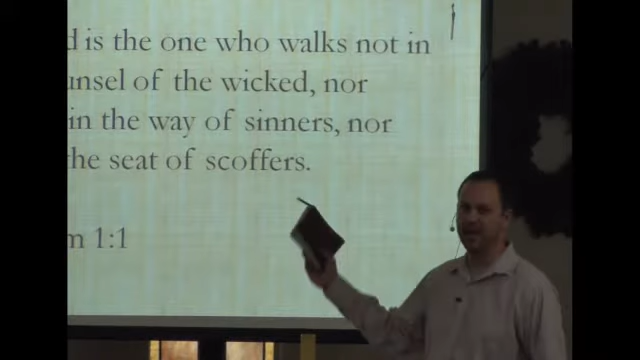 d is the one who walks not in
unsel of the wicked, nor
in the way of sinners, nor
he seat of scoffers.
m 1:1